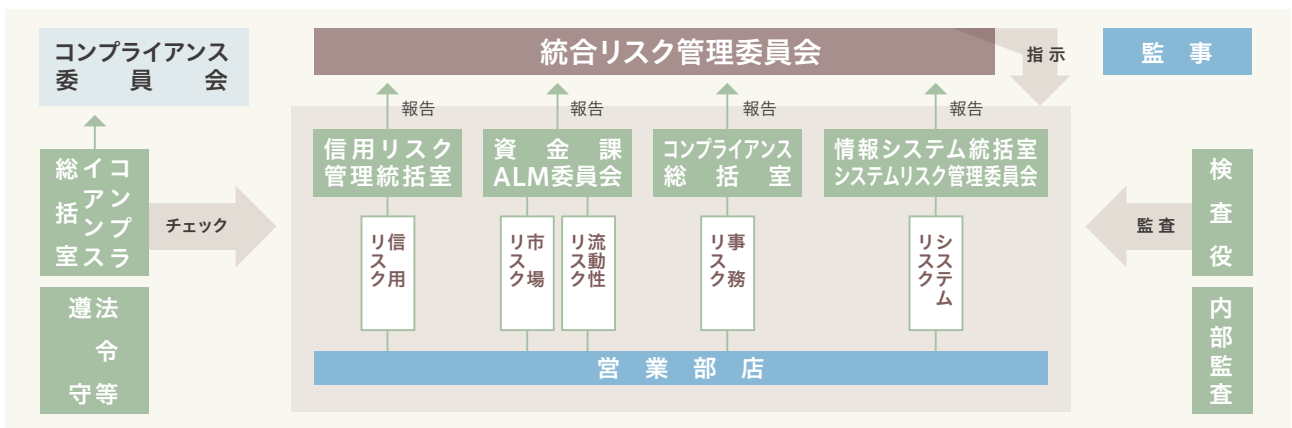 コンプライアンス
委員会
統合リスク管理委員会
指示
監事
報告
報告
報告
報告
信用リスク
管理統括室
資金課
ALM委員会
コンプライアンス
総括室
情報システム統括室
システムリスク管理委員会
コンプラ
イアンス
総括室
チェック
信用
リスク
市場
リスク
流動性
リスク
事務
リスク
システム
リスク
監査
検査役
法令等
遵守
内部監査
営業部店